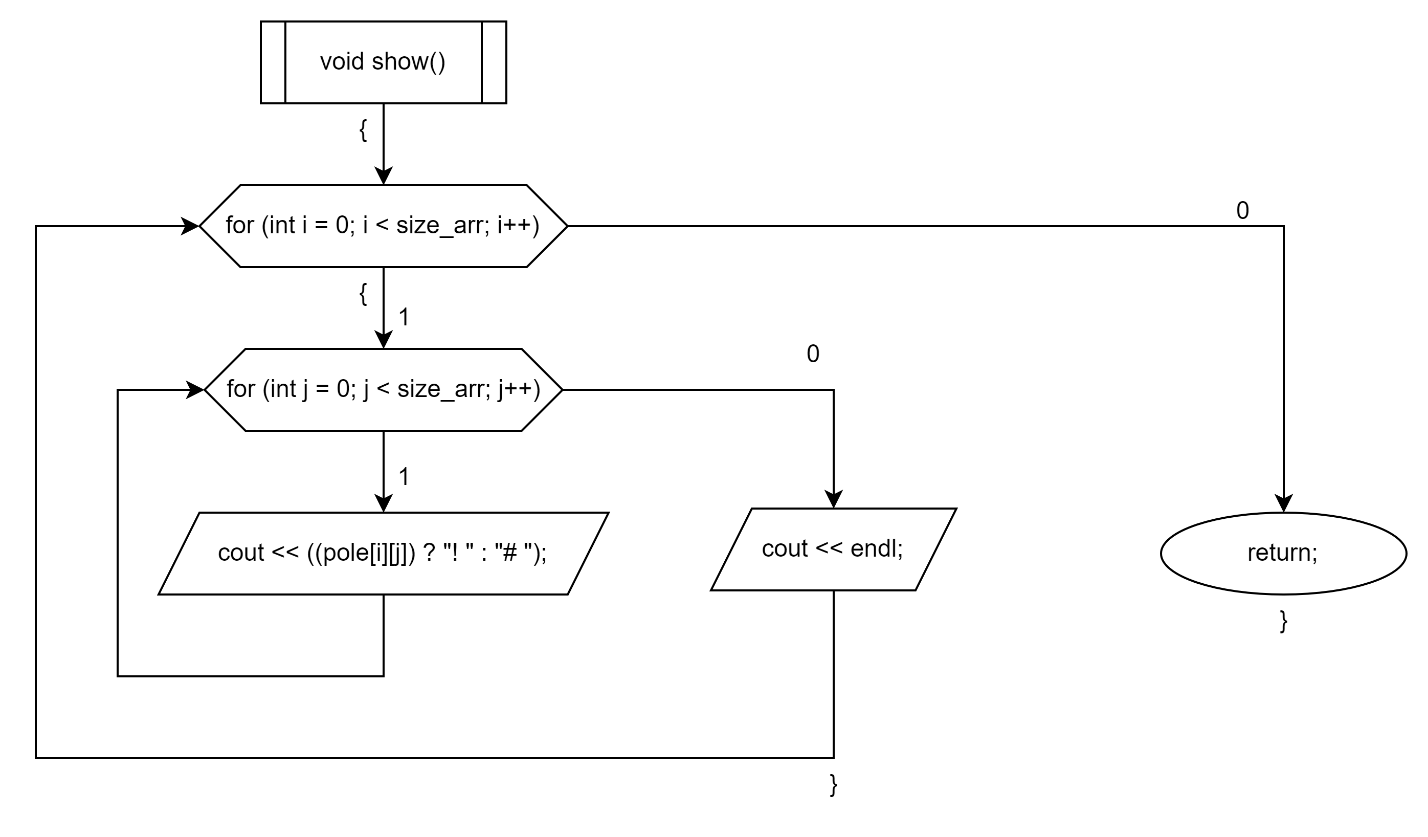 void show()
{
for (int i = 0; i < size_arr; i++)
0
{
1
for (int j = 0; j < size_arr; j++)
0
1
cout << ((pole[i][j]) ? "! " : "# ");
cout << endl;
return;
}
}